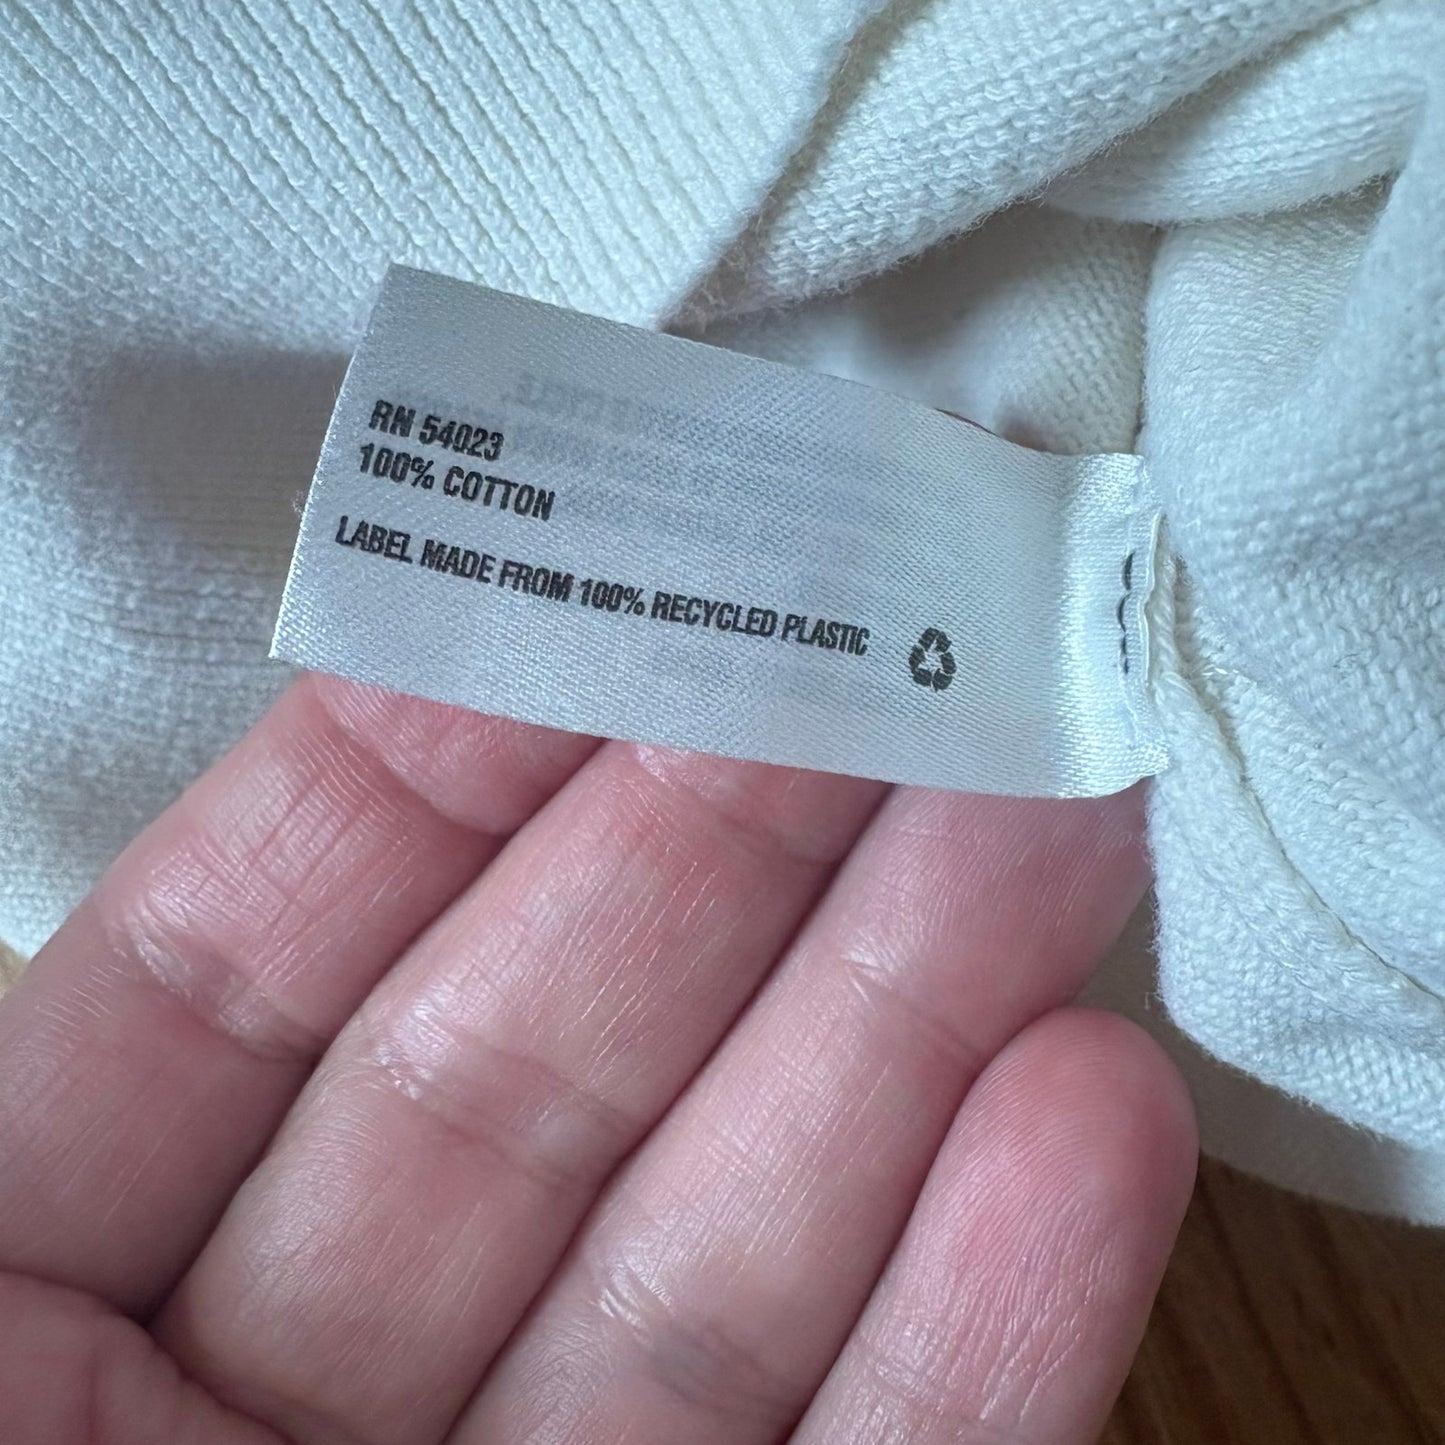 RN 54023
100% COTTON
LABEL MADE FROM 100% RECYCLED PLASTIC